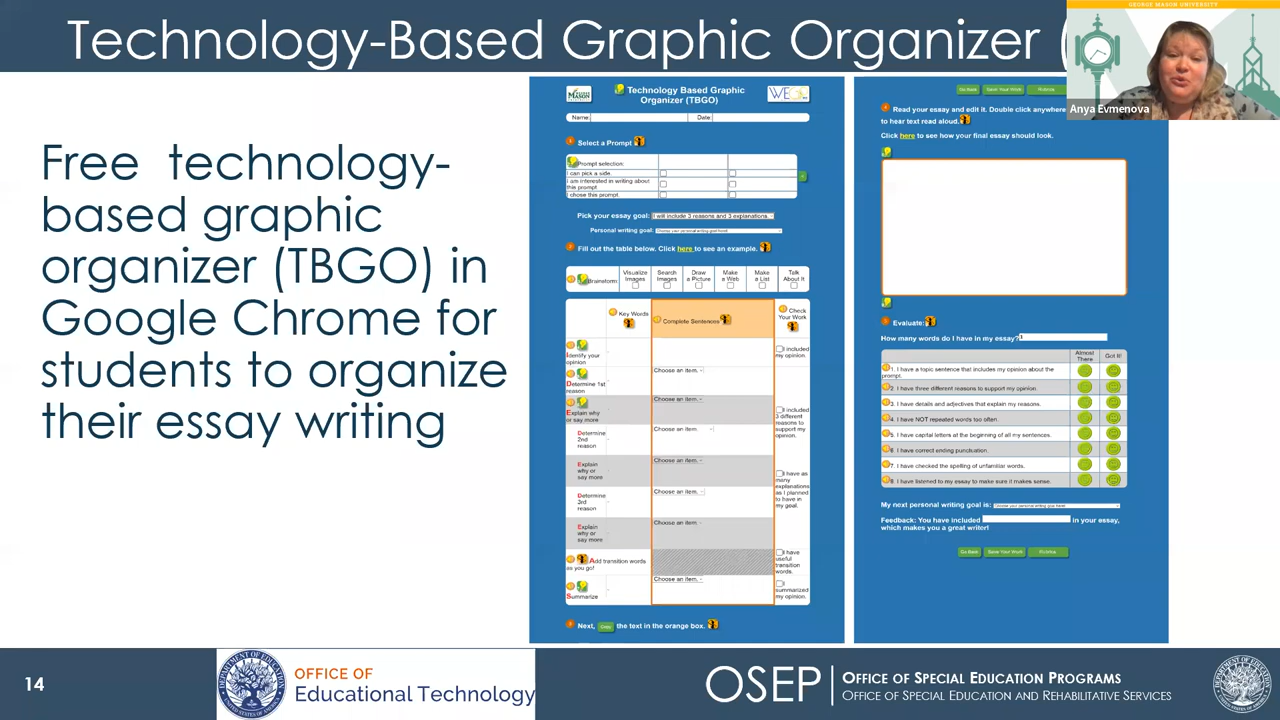 Technology-Based Graphic Organizer (
GEORGE MASON UNIVERSITY
Anya Evmenova
Free technology-
based graphic
organizer (TBGO) in
Google Chrome for
students to organize
their essay writing
Technology Based Graphic
Organizer (TBGO)
Name:
Date:
Select a Prompt
Prompt selection:
I can pick a side.
I am interested in writing about
this prompt.
I chose this prompt.
Pick your essay goal: I will include 3 reasons and 3 explanations.
Personal writing goal: Choose your personal writing goal here!
Fill out the table below. Click here to see an example.
Brainstorm:
Visualize
Images
Search
Images
Draw
a Picture
Make
a Web
Make
a List
Talk
About It
Key Words
Complete Sentences
Check
Your Work
Identify your
opinion
I included
my opinion.
Determine 1st
reason
Choose an item.
Explain why
or say more
Choose an item.
I included
3 different
reasons to
support my
opinion.
Determine
2nd
reason
Choose an item.
Explain
why or
say more
Choose an item.
I have as
many
explanations
as I planned
to have in
my goal.
Determine
3rd
reason
Choose an item.
Explain
why or
say more
Choose an item.
Add transition words
as you go!
I have
useful
transition
words.
Summarize
Choose an item.
I
summarized
my opinion.
Next, Copy the text in the orange box.
Go Back
Save Your Work
Rubrics
Read your essay and edit it. Double click anywhere
to hear text read aloud.
Click here to see how your final essay should look.
Evaluate:
How many words do I have in my essay?
Almost
There
Got It!
1. I have a topic sentence that includes my opinion about the
prompt.
2. I have three different reasons to support my opinion.
3. I have details and adjectives that explain my reasons.
4. I have NOT repeated words too often.
5. I have capital letters at the beginning of all my sentences.
6. I have correct ending punctuation.
7. I have checked the spelling of unfamiliar words.
8. I have listened to my essay to make sure it makes sense.
My next personal writing goal is: Choose your personal writing goal here!
Feedback: You have included in your essay,
which makes you a great writer!
Go Back
Save Your Work
Rubrics
14
OFFICE OF
Educational Technology
OSEP
OFFICE OF SPECIAL EDUCATION PROGRAMS
OFFICE OF SPECIAL EDUCATION AND REHABILITATIVE SERVICES